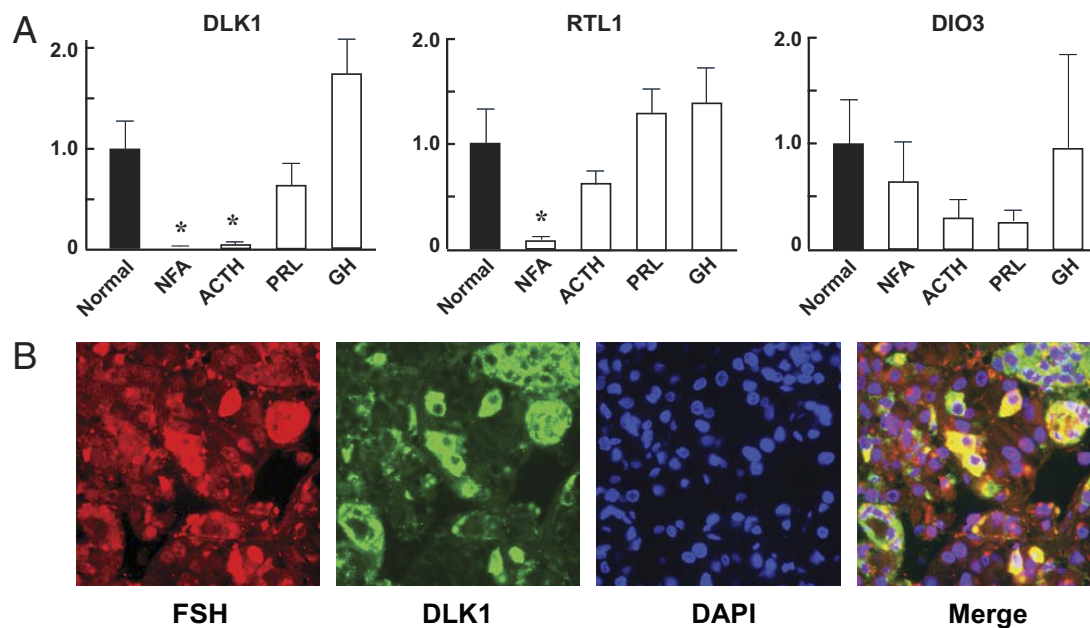 A
DLK1
2.0
1.0
0
*
*
Normal
NFA
ACTH
PRL
GH
RTL1
2.0
1.0
0
*
Normal
NFA
ACTH
PRL
GH
DIO3
2.0
1.0
0
Normal
NFA
ACTH
PRL
GH
B
FSH
DLK1
DAPI
Merge